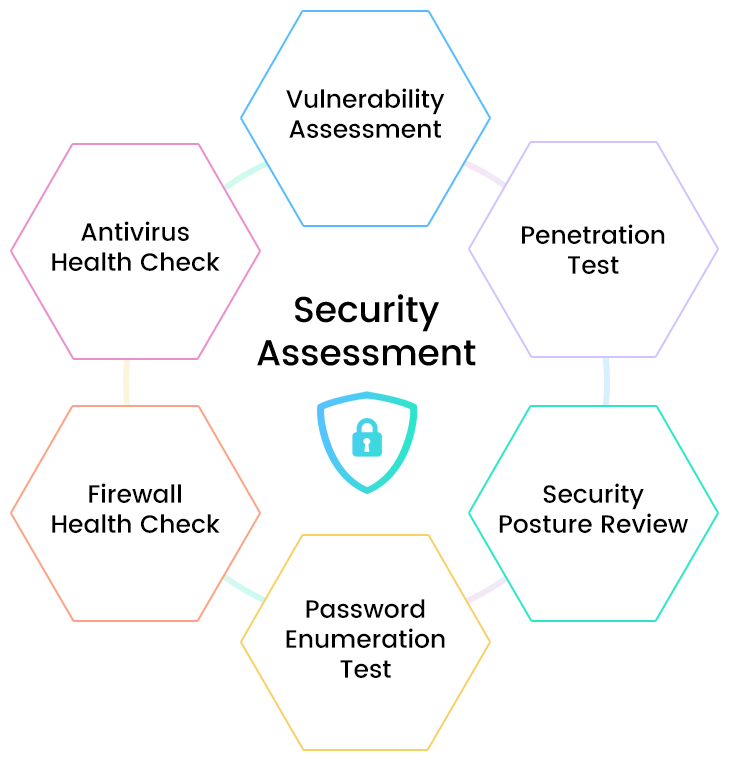 Vulnerability
Assessment
Antivirus
Health Check
Penetration
Test
Security
Assessment
Firewall
Health Check
Security
Posture Review
Password
Enumeration
Test